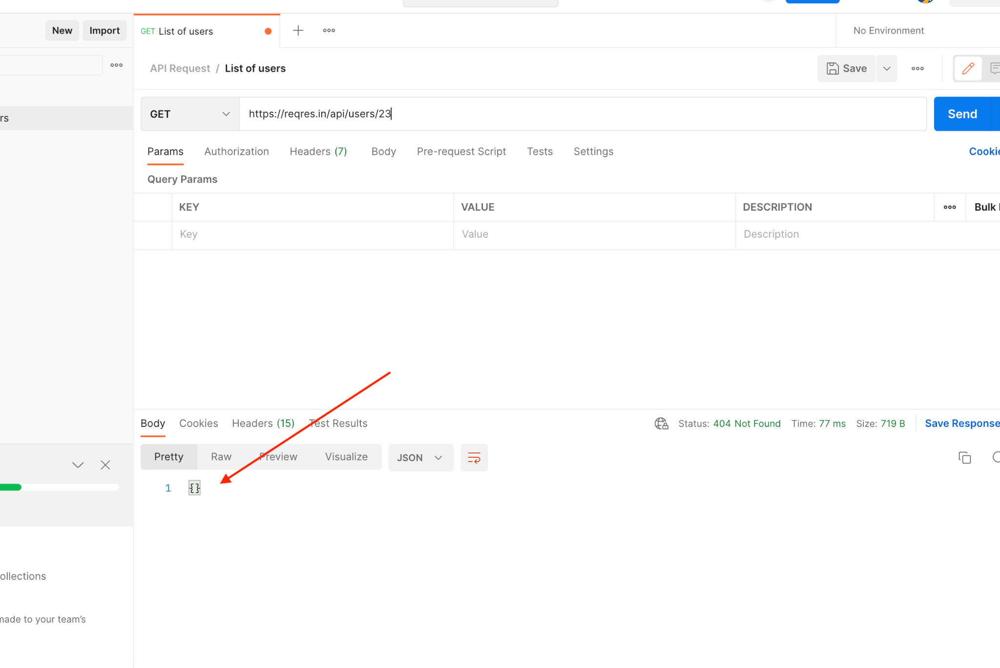 New Import GET List of users No Environment
API Request / List of users Save
GET https://reqres.in/api/users/23 Send
rs
Params Authorization Headers (7) Body Pre-request Script Tests Settings Cookie
Query Params
KEY VALUE DESCRIPTION Bulk
Key Value Description
Body Cookies Headers (15) Test Results Status: 404 Not Found Time: 77 ms Size: 719 B Save Response
Pretty Raw Preview Visualize JSON
1 {}
ollections
made to your team's